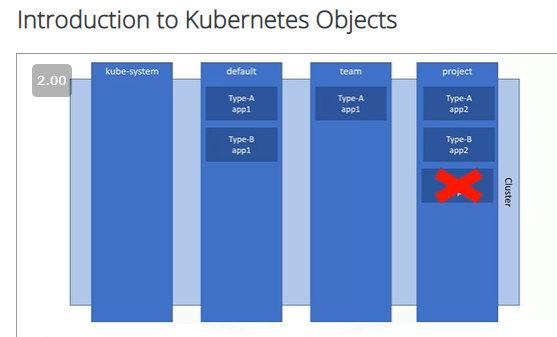 Introduction to Kubernetes Objects
2.00
kube-system
default
team
project
Type-A
app1
Type-A
app1
Type-A
app2
Type-B
app1
Type-B
app2
Cluster